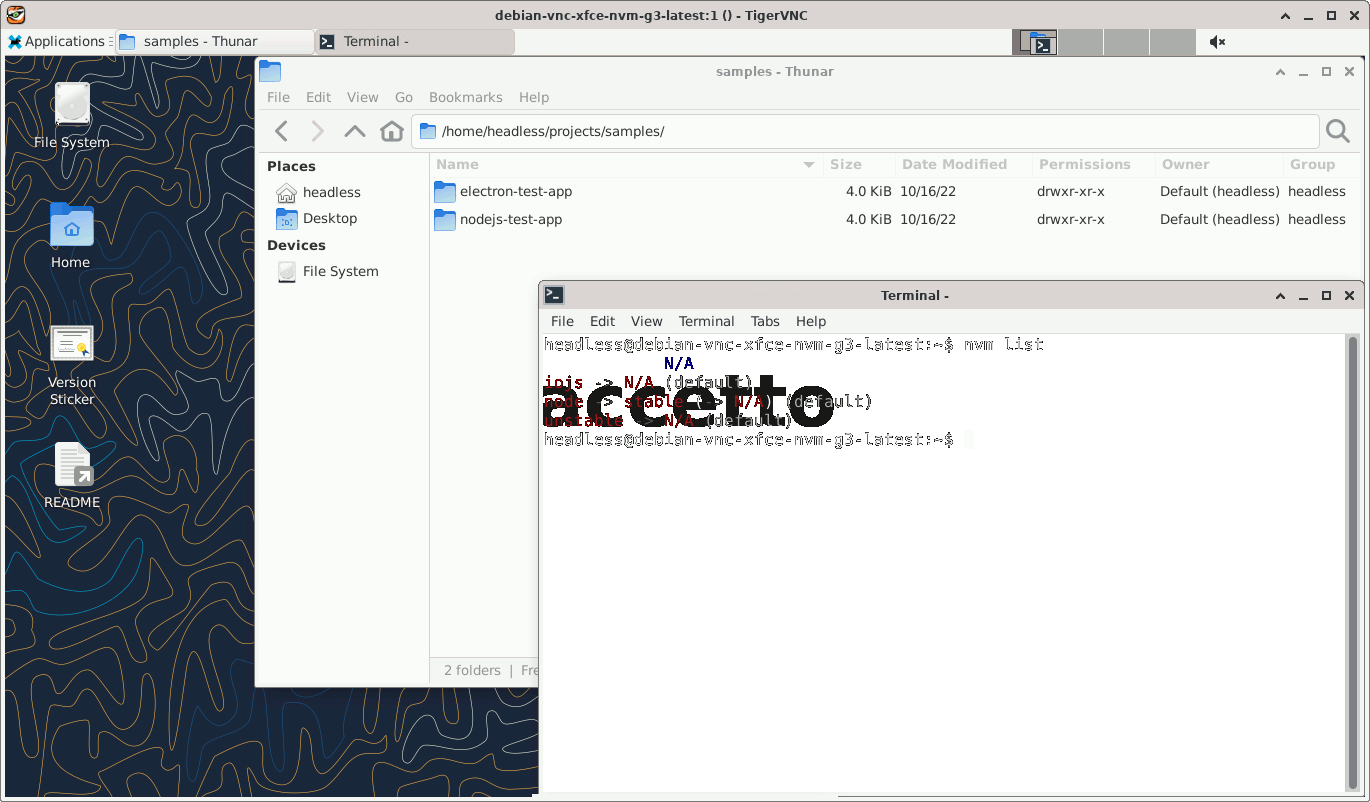 debian-vnc-xfce-nvm-g3-latest:1 () - TigerVNC
Applications samples - Thunar Terminal -
samples - Thunar
File Edit View Go Bookmarks Help
/home/headless/projects/samples/
Places
headless
Desktop
Devices
File System
Name Size Date Modified Permissions Owner Group
electron-test-app 4.0 KiB 10/16/22 drwxr-xr-x Default (headless) headless
nodejs-test-app 4.0 KiB 10/16/22 drwxr-xr-x Default (headless) headless
2 folders | Fre
File System
Home
Version
Sticker
README
Terminal -
File Edit View Terminal Tabs Help
headless@debian-vnc-xfce-nvm-g3-latest:~$ nvm list
N/A
iojs -> N/A (default)
node -> stable (-> N/A) (default)
unstable -> N/A (default)
headless@debian-vnc-xfce-nvm-g3-latest:~$
accetto